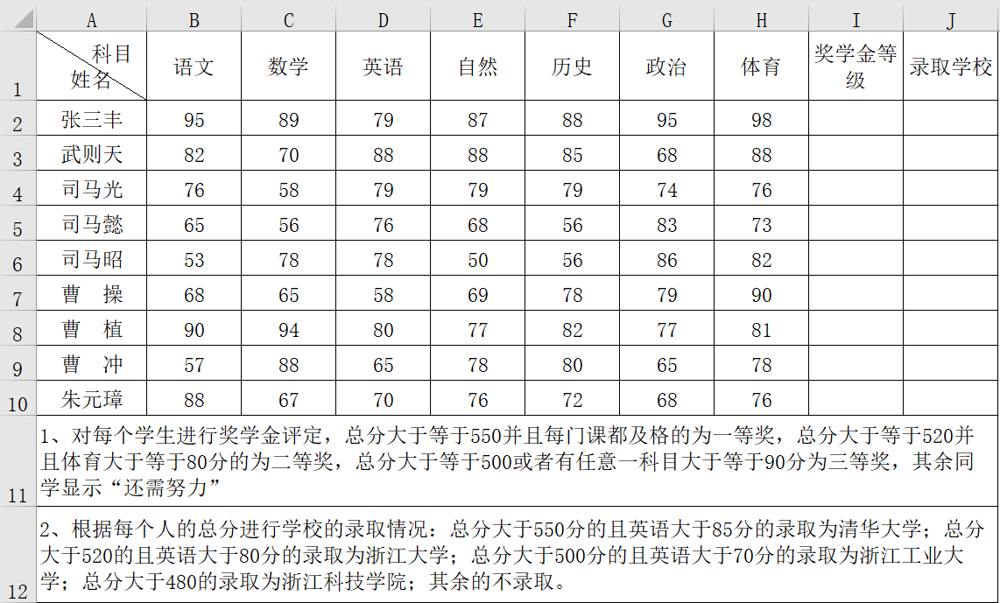 A B C D E F G H I J
1 科目 姓名 语文 数学 英语 自然 历史 政治 体育 奖学金等级 录取学校
2 张三丰 95 89 79 87 88 95 98
3 武则天 82 70 88 88 85 68 88
4 司马光 76 58 79 79 79 74 76
5 司马懿 65 56 76 68 56 83 73
6 司马昭 53 78 78 50 56 86 82
7 曹　操 68 65 58 69 78 79 90
8 曹　植 90 94 80 77 82 77 81
9 曹　冲 57 88 65 78 80 65 78
10 朱元璋 88 67 70 76 72 68 76
1、对每个学生进行奖学金评定，总分大于等于550并且每门课都及格的为一等奖，总分大于等于520并
且体育大于等于80分的为二等奖，总分大于等于500或者有任意一科目大于等于90分为三等奖，其余同
11 学显示“还需努力”
2、根据每个人的总分进行学校的录取情况：总分大于550分的且英语大于85分的录取为清华大学；总分
大于520的且英语大于80分的录取为浙江大学；总分大于500分的且英语大于70分的录取为浙江工业大
12 学；总分大于480的录取为浙江科技学院；其余的不录取。